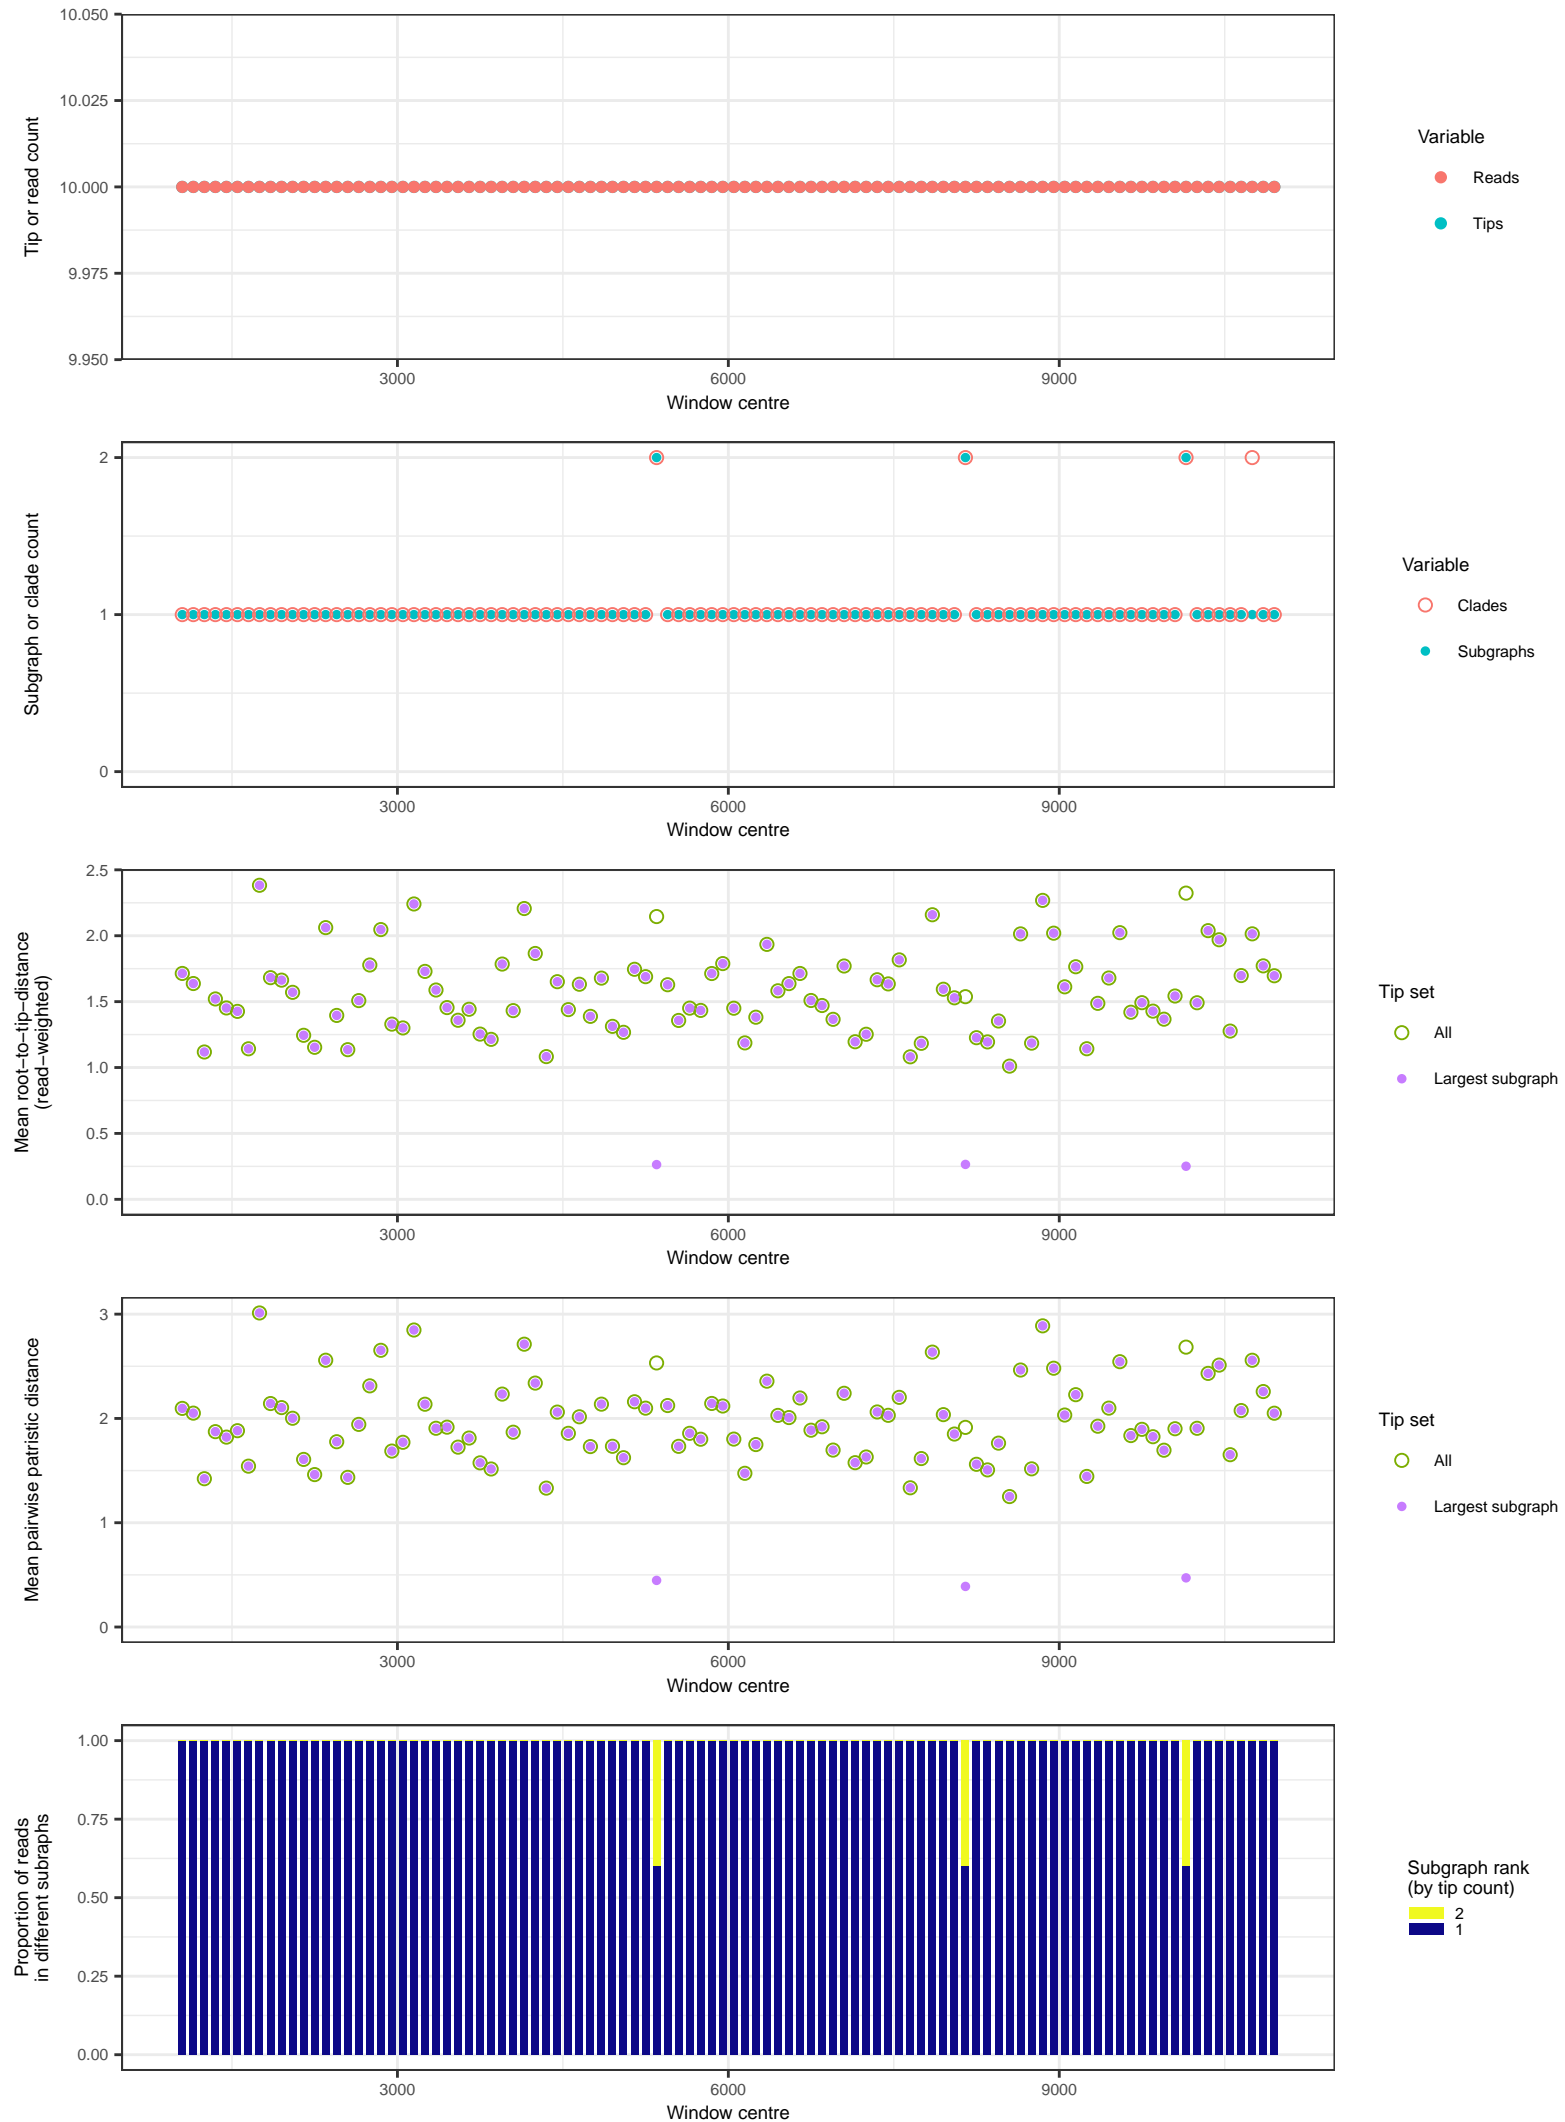 10.050
10.025
10.000
9.975
9.950
Tip or read count
3000 6000 9000
Window centre
Variable
Reads
Tips
2
1
0
Subgraph or clade count
3000 6000 9000
Window centre
Variable
Clades
Subgraphs
2.5
2.0
1.5
1.0
0.5
0.0
Mean root−to−tip−distance
(read−weighted)
3000 6000 9000
Window centre
Tip set
All
Largest subgraph
3
2
1
0
Mean pairwise patristic distance
3000 6000 9000
Window centre
Tip set
All
Largest subgraph
1.00
0.75
0.50
0.25
0.00
Proportion of reads
in different subraphs
3000 6000 9000
Window centre
Subgraph rank
(by tip count)
2
1